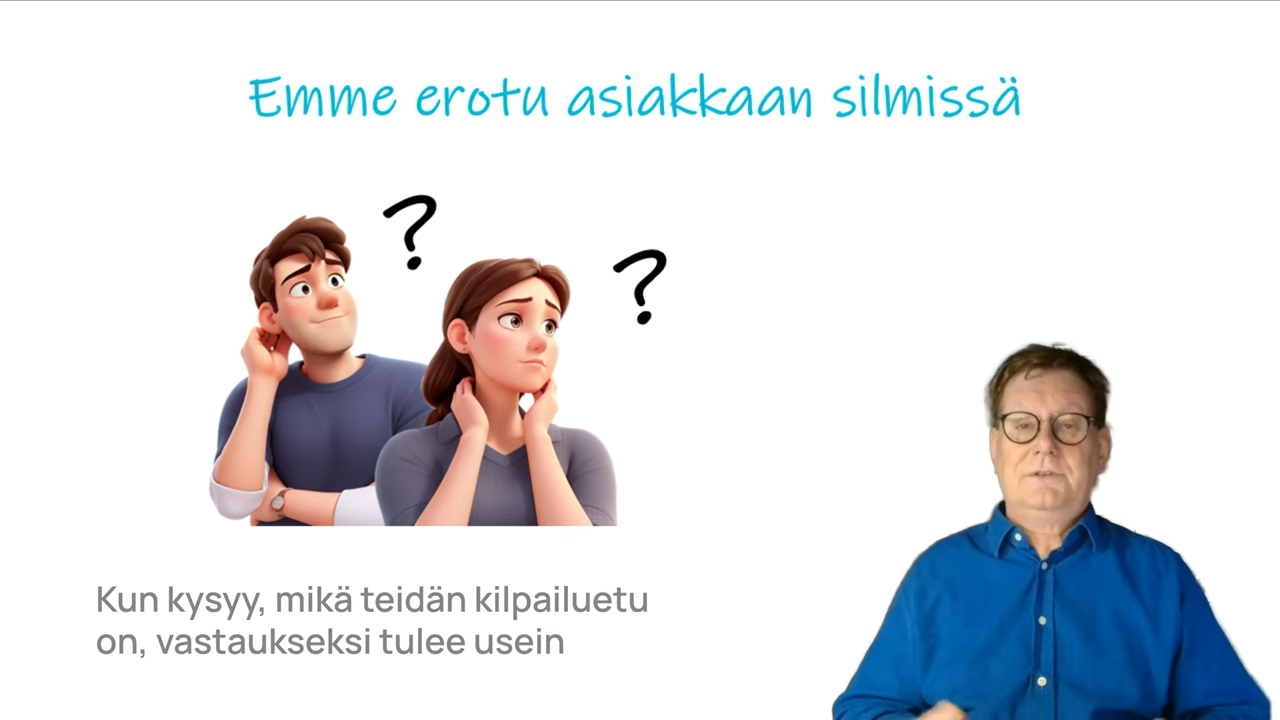 Emme erotu asiakkaan silmissä
?
?
Kun kysyy, mikä teidän kilpailuetu
on, vastaukseksi tulee usein